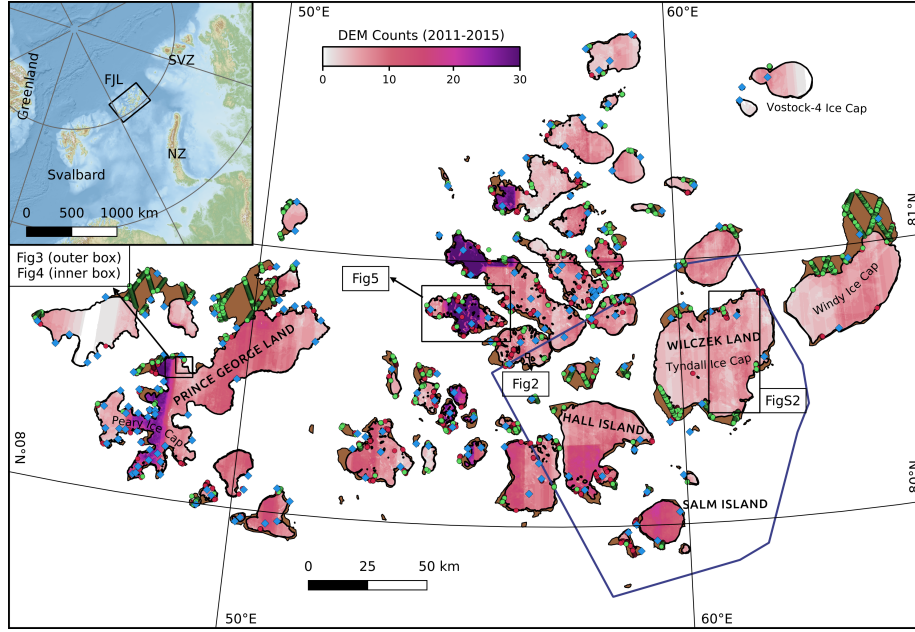 50°E
60°E
DEM Counts (2011-2015)
0 10 20 30
Greenland
SVZ
FJL
NZ
Svalbard
0 500 1000 km
Vostock-4 Ice Cap
81°N
Fig3 (outer box)
Fig4 (inner box)
Fig5
Windy Ice Cap
PRINCE GEORGE LAND
WILCZEK LAND
Tyndall Ice Cap
Fig2
FigS2
Peary Ice Cap
HALL ISLAND
80°N
80°N
SALM ISLAND
0 25 50 km
50°E
60°E